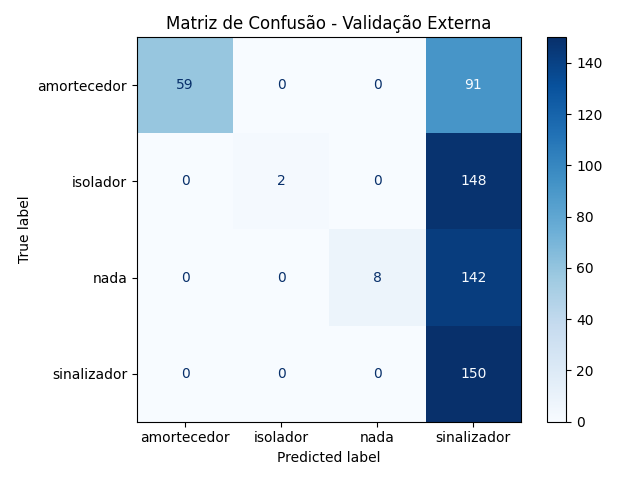 Matriz de Confusão - Validação Externa
amortecedor 59 0 0 91
isolador 0 2 0 148
nada 0 0 8 142
sinalizador 0 0 0 150
amortecedor isolador nada sinalizador
Predicted label
True label
140
120
100
80
60
40
20
0